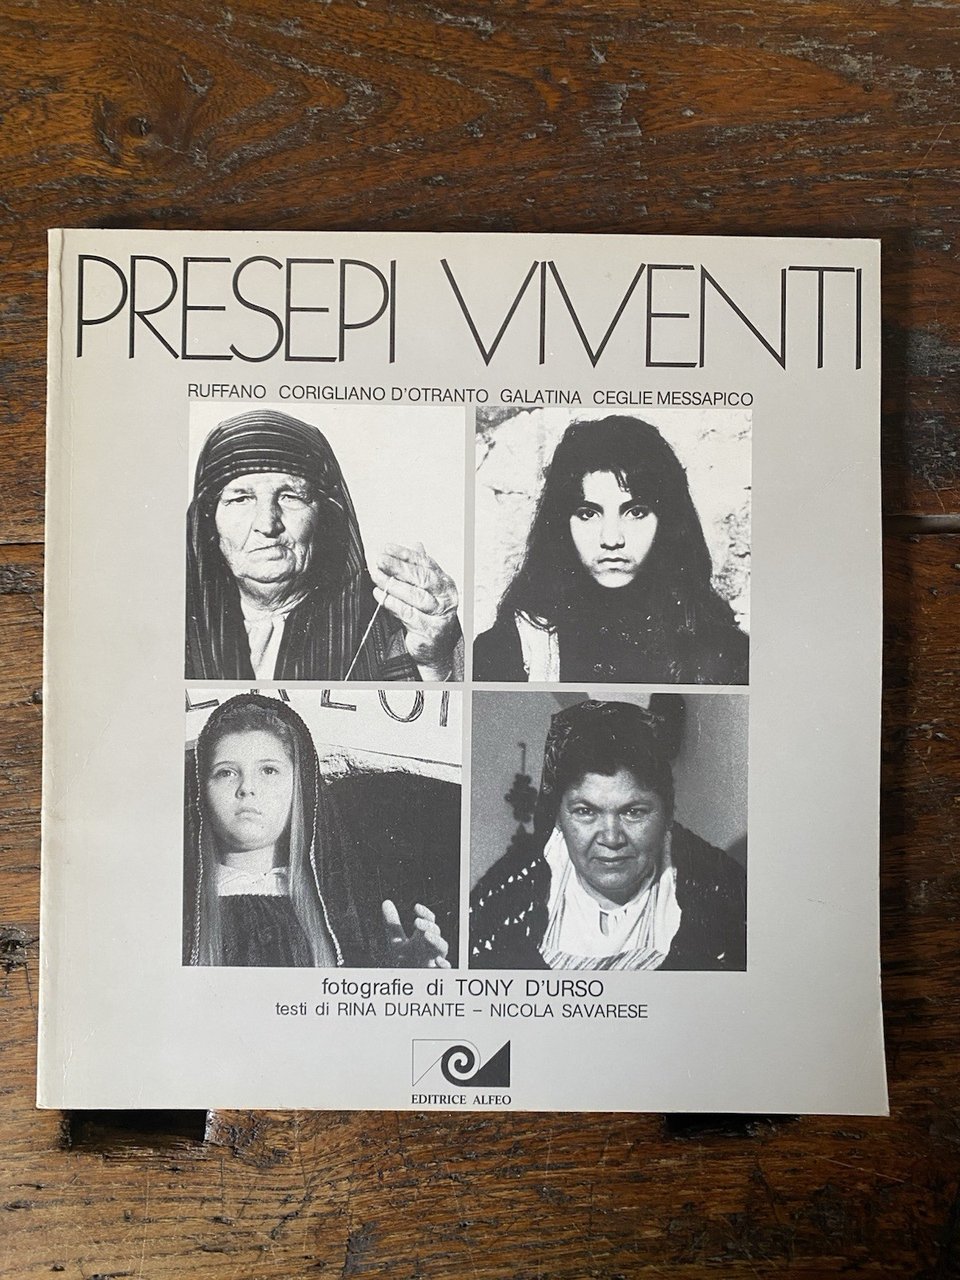 PRESEPI VIVENTI
RUFFANO CORIGLIANO D'OTRANTO GALATINA CEGLIE MESSAPICO
fotografie di TONY D'URSO
testi di RINA DURANTE – NICOLA SAVARESE
EDITRICE ALFEO